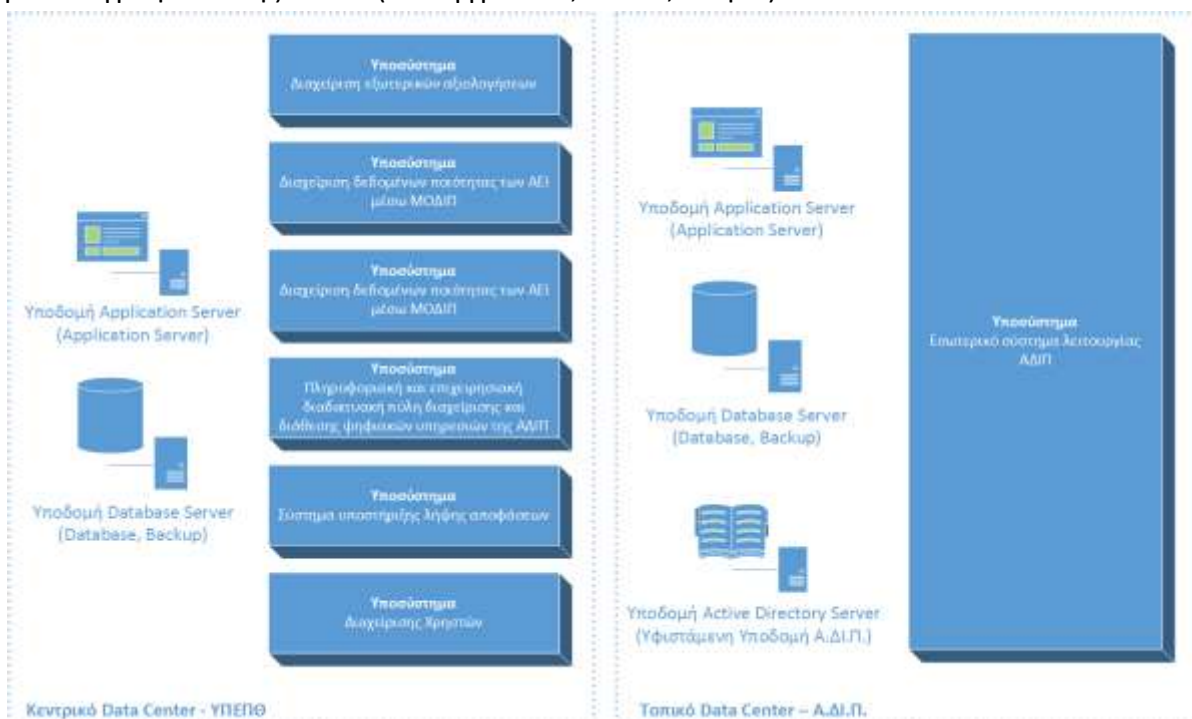 Υποσύστημα
Διαχείριση εξωτερικών αξιολογήσεων
Υποσύστημα
Διαχείριση δεδομένων ποιότητας των ΑΕΙ
μέσω ΜΟΔΙΠ
Υποσύστημα
Διαχείριση δεδομένων ποιότητας των ΑΕΙ
μέσω ΜΟΔΙΠ
Υποσύστημα
Πληροφοριακή και επιχειρησιακή
διαδικτυακή πύλη διαχείρισης και
διάθεσης ψηφιακών υπηρεσιών της ΑΔΙΠ
Υποσύστημα
Σύστημα υποστήριξης λήψης αποφάσεων
Υποσύστημα
Διαχείρισης Χρηστών
Υποδομή Application Server
(Application Server)
Υποδομή Database Server
(Database, Backup)
Κεντρικό Data Center - ΥΠΕΠΘ
Υποδομή Application Server
(Application Server)
Υποδομή Database Server
(Database, Backup)
Υποδομή Active Directory Server
(Υφιστάμενη Υποδομή Α.ΔΙ.Π.)
Υποσύστημα
Εσωτερικό σύστημα λειτουργίας
ΑΔΙΠ
Τοπικό Data Center – Α.ΔΙ.Π.